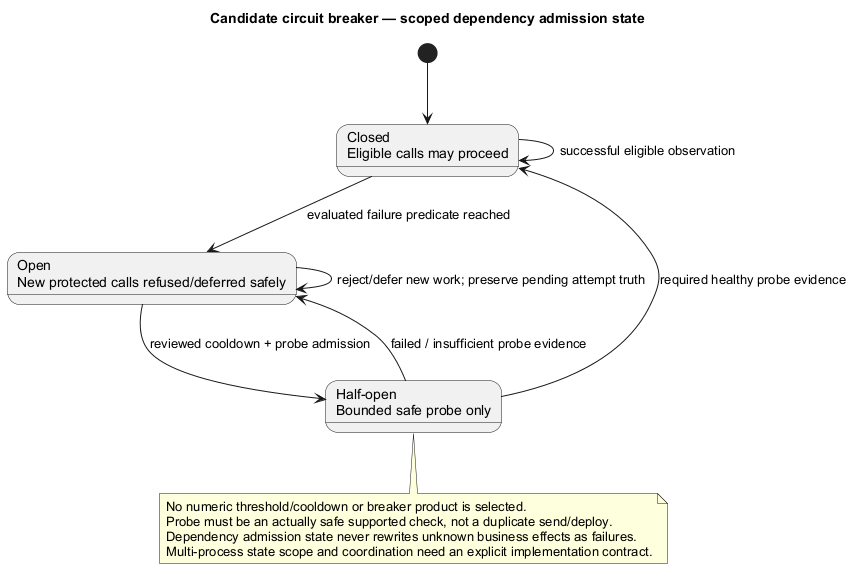 Candidate circuit breaker — scoped dependency admission state
Closed
Eligible calls may proceed
successful eligible observation
evaluated failure predicate reached
Open
New protected calls refused/deferred safely
reject/defer new work; preserve pending attempt truth
required healthy probe evidence
reviewed cooldown + probe admission
failed / insufficient probe evidence
Half-open
Bounded safe probe only
No numeric threshold/cooldown or breaker product is selected.
Probe must be an actually safe supported check, not a duplicate send/deploy.
Dependency admission state never rewrites unknown business effects as failures.
Multi-process state scope and coordination need an explicit implementation contract.